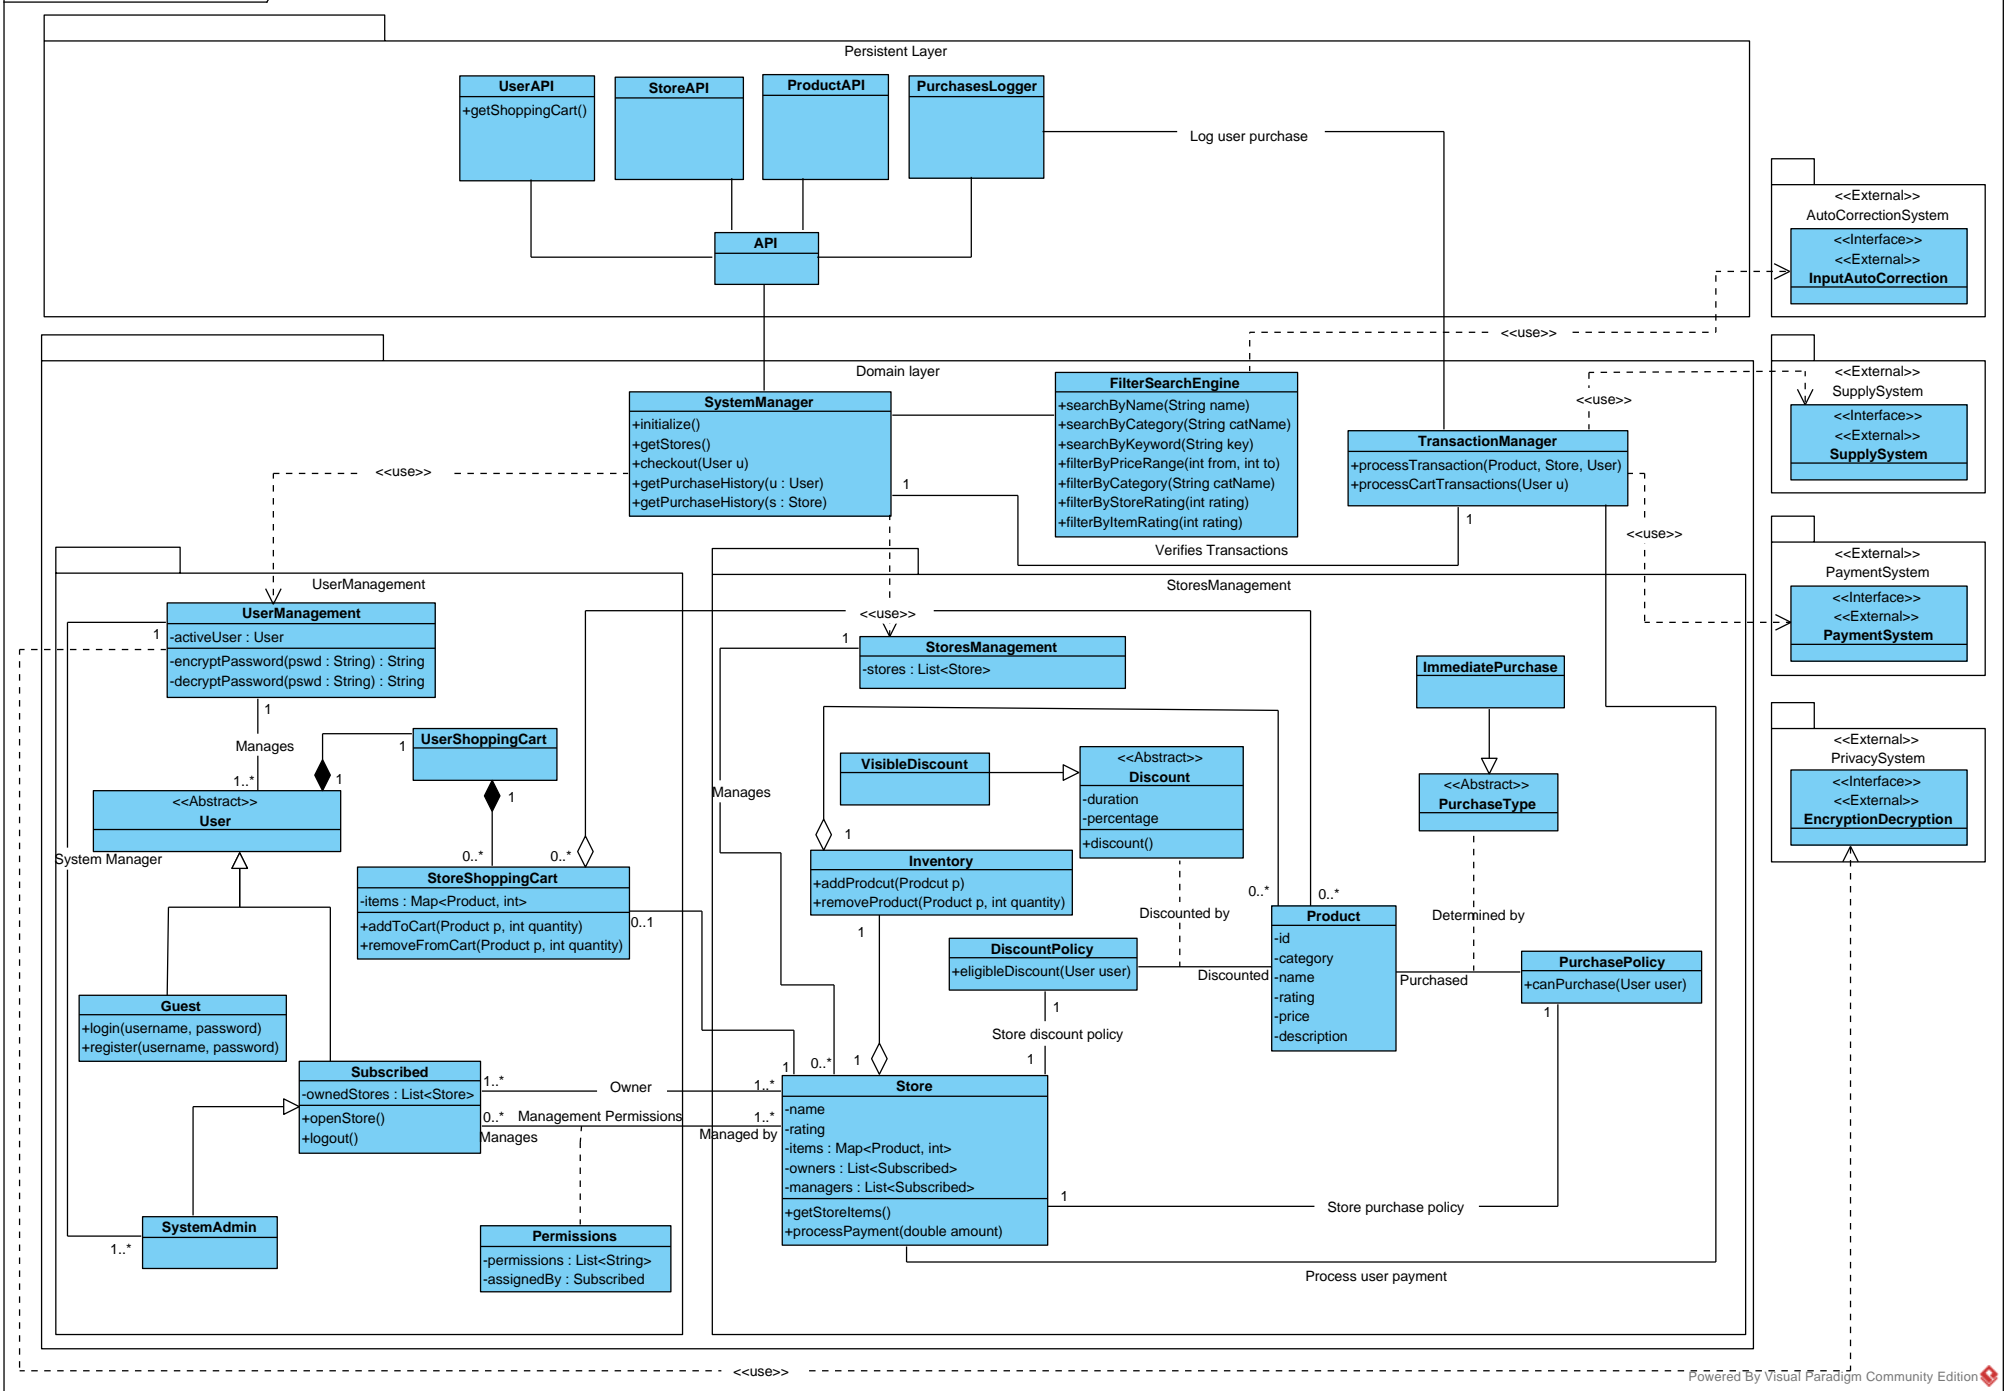 Persistent Layer
UserAPI
+getShoppingCart()
StoreAPI
ProductAPI
PurchasesLogger
Log user purchase
API
<<External>>
AutoCorrectionSystem
<<Interface>>
<<External>>
InputAutoCorrection
<<use>>
Domain layer
SystemManager
+initialize()
+getStores()
+checkout(User u)
+getPurchaseHistory(u : User)
+getPurchaseHistory(s : Store)
FilterSearchEngine
+searchByName(String name)
+searchByCategory(String catName)
+searchByKeyword(String key)
+filterByPriceRange(int from, int to)
+filterByCategory(String catName)
+filterByStoreRating(int rating)
+filterByItemRating(int rating)
<<use>>
TransactionManager
+processTransaction(Product, Store, User)
+processCartTransactions(User u)
<<External>>
SupplySystem
<<Interface>>
<<External>>
SupplySystem
<<use>>
1
1
Verifies Transactions
<<use>>
<<External>>
PaymentSystem
<<Interface>>
<<External>>
PaymentSystem
UserManagement
UserManagement
-activeUser : User
-encryptPassword(pswd : String) : String
-decryptPassword(pswd : String) : String
1
1
Manages
1..*
UserShoppingCart
1
1
1
<<Abstract>>
User
System Manager
0..*
0..*
StoreShoppingCart
-items : Map<Product, int>
+addToCart(Product p, int quantity)
+removeFromCart(Product p, int quantity)
0..1
Guest
+login(username, password)
+register(username, password)
Subscribed
-ownedStores : List<Store>
+openStore()
+logout()
1..*
Owner
1..*
0..*
Management Permissions
1..*
Manages
Managed by
SystemAdmin
1..*
Permissions
-permissions : List<String>
-assignedBy : Subscribed
StoresManagement
<<use>>
1
StoresManagement
-stores : List<Store>
Manages
VisibleDiscount
<<Abstract>>
Discount
-duration
-percentage
+discount()
ImmediatePurchase
<<Abstract>>
PurchaseType
<<External>>
PrivacySystem
<<Interface>>
<<External>>
EncryptionDecryption
1
Inventory
+addProdcut(Prodcut p)
+removeProduct(Product p, int quantity)
1
0..*
0..*
Discounted by
Determined by
DiscountPolicy
+eligibleDiscount(User user)
Discounted
Product
-id
-category
-name
-rating
-price
-description
Purchased
PurchasePolicy
+canPurchase(User user)
1
1
Store discount policy
1
1
0..*
1
Store
-name
-rating
-items : Map<Product, int>
-owners : List<Subscribed>
-managers : List<Subscribed>
+getStoreItems()
+processPayment(double amount)
1
Store purchase policy
Process user payment
<<use>>
Powered By Visual Paradigm Community Edition